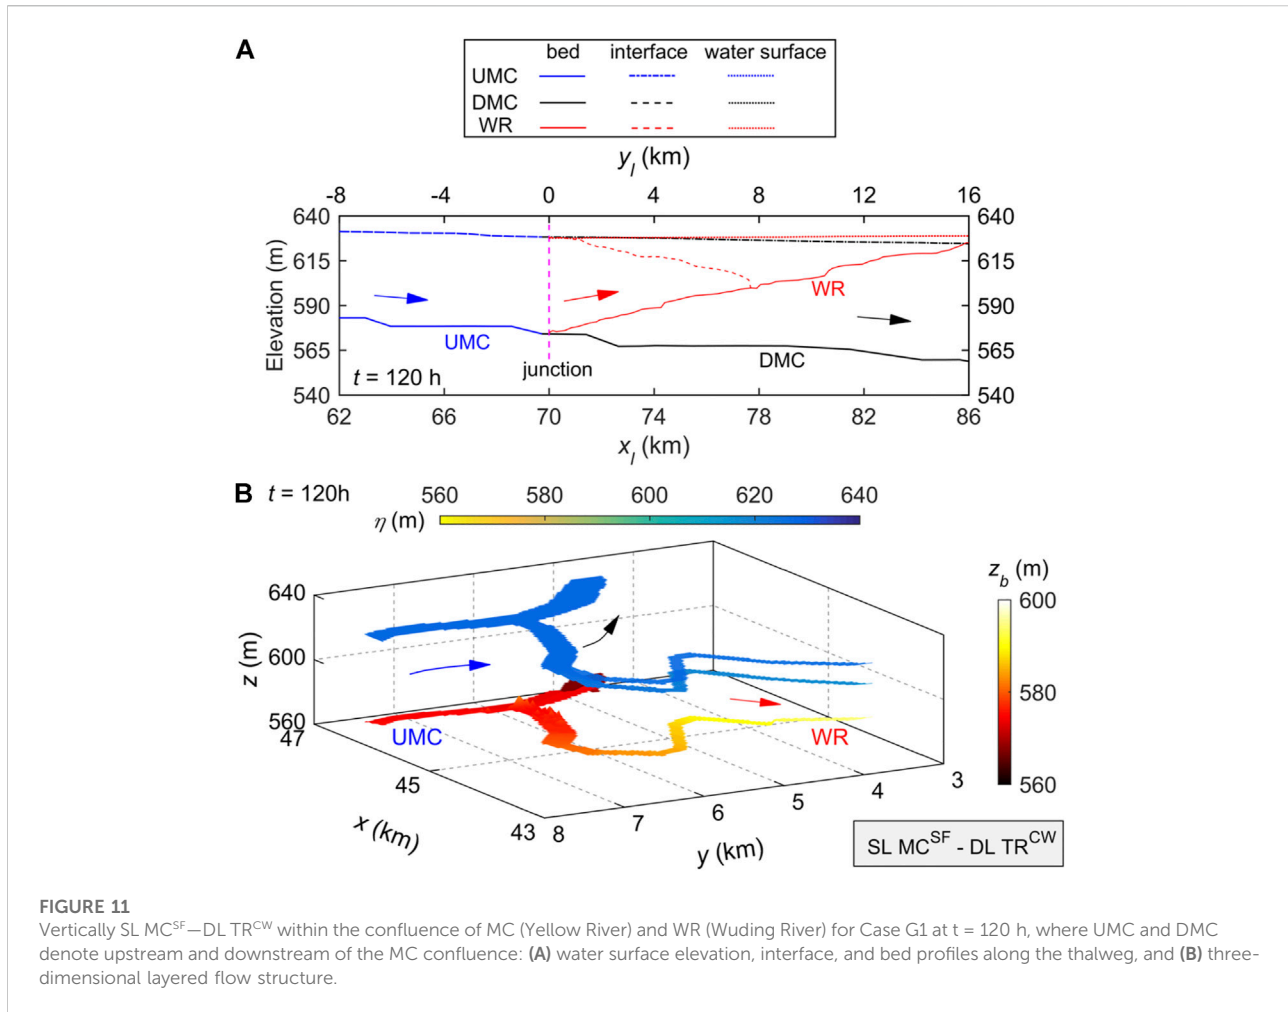 A
bed interface water surface
UMC
DMC
WR
y_l (km)
-8 -4 0 4 8 12 16
640 640
615 615
590 590
565 565
540 540
Elevation (m)
WR
UMC
DMC
junction
t = 120 h
62 66 70 74 78 82 86
x_l (km)
B t = 120h
560 580 600 620 640
η (m)
z_b (m)
600
580
560
640
600
560
z (m)
UMC
WR
47
45
43
x (km)
8 7 6 5 4 3
y (km)
SL MC^SF - DL TR^CW
FIGURE 11
Vertically SL MC^SF—DL TR^CW within the confluence of MC (Yellow River) and WR (Wuding River) for Case G1 at t = 120 h, where UMC and DMC
denote upstream and downstream of the MC confluence: (A) water surface elevation, interface, and bed profiles along the thalweg, and (B) three-
dimensional layered flow structure.